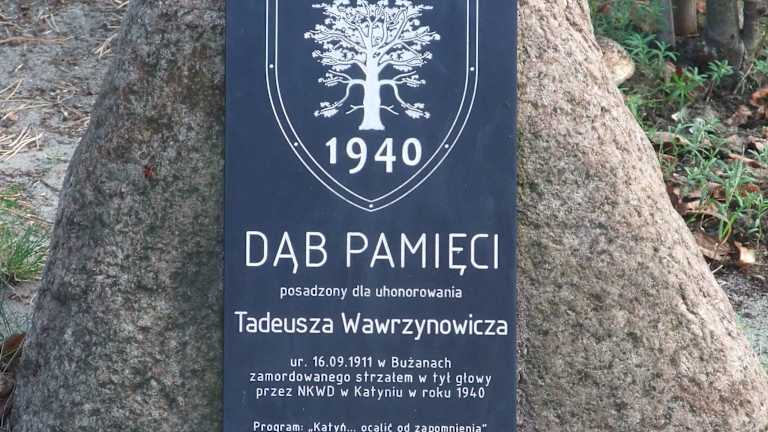 1940
DĄB PAMIĘCI
posadzony dla uhonorowania
Tadeusza Wawrzynowicza
ur. 16.09.1911 w Bużanach
zamordowanego strzałem w tył głowy
przez NKWD w Katyniu w roku 1940
Program: „Katyń... ocalić od zapomnienia”